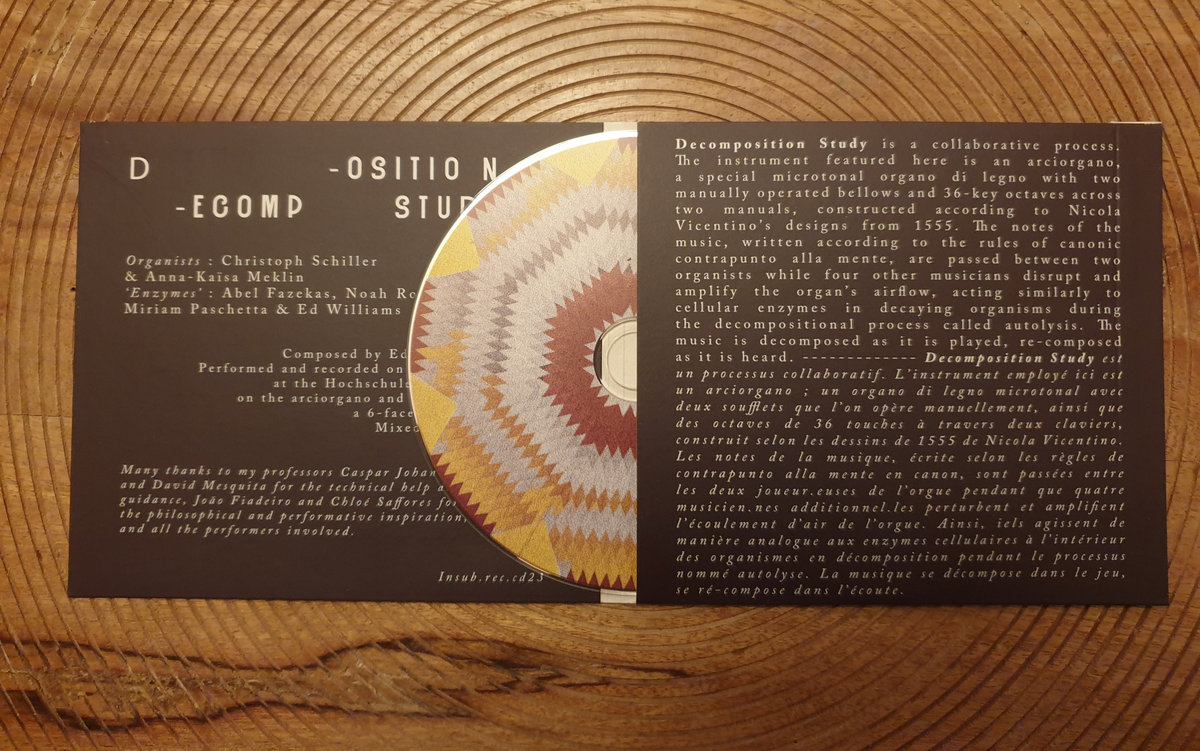 D -OSITIO N
-ECOMP STUD
Organists : Christoph Schiller
& Anna-Kaïsa Meklin
'Enzymes' : Abel Fazekas, Noah
Miriam Paschetta & Ed Williams
Composed by Ed
Performed and recorded on
at the Hochschule
on the arciorgano and
a 6-face
Mixed
Many thanks to my professors Caspar Johan
and David Mesquita for the technical help
guidance, João Fiadeiro and Chloé Saffores for
the philosophical and performative inspiration,
and all the performers involved.
Insub.rec.cd23
Decomposition Study is a collaborative process.
The instrument featured here is an arciorgano,
a special microtonal organo di legno with two
manually operated bellows and 36-key octaves across
two manuals, constructed according to Nicola
Vicentino's designs from 1555. The notes of the
music, written according to the rules of canonic
contrapunto alla mente, are passed between two
organists while four other musicians disrupt and
amplify the organ's airflow, acting similarly to
cellular enzymes in decaying organisms during
the decompositional process called autolysis. The
music is decomposed as it is played, re-composed
as it is heard. ------------- Decomposition Study est
un processus collaboratif. L'instrument employé ici est
un arciorgano ; un organo di legno microtonal avec
deux soufflets que l'on opère manuellement, ainsi que
des octaves de 36 touches à travers deux claviers,
construit selon les dessins de 1555 de Nicola Vicentino.
Les notes de la musique, écrite selon les règles de
contrapunto alla mente en canon, sont passées entre
les deux joueur.euses de l'orgue pendant que quatre
musicien.nes additionnel.les perturbent et amplifient
l'écoulement d'air de l'orgue. Ainsi, iels agissent de
manière analogue aux enzymes cellulaires à l'intérieur
des organismes en décomposition pendant le processus
nommé autolyse. La musique se décompose dans le jeu,
se ré-compose dans l'écoute.